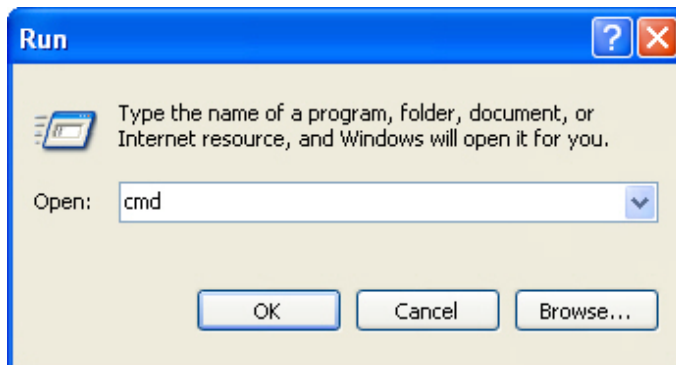 Run
Type the name of a program, folder, document, or
Internet resource, and Windows will open it for you.
Open: cmd
OK Cancel Browse...